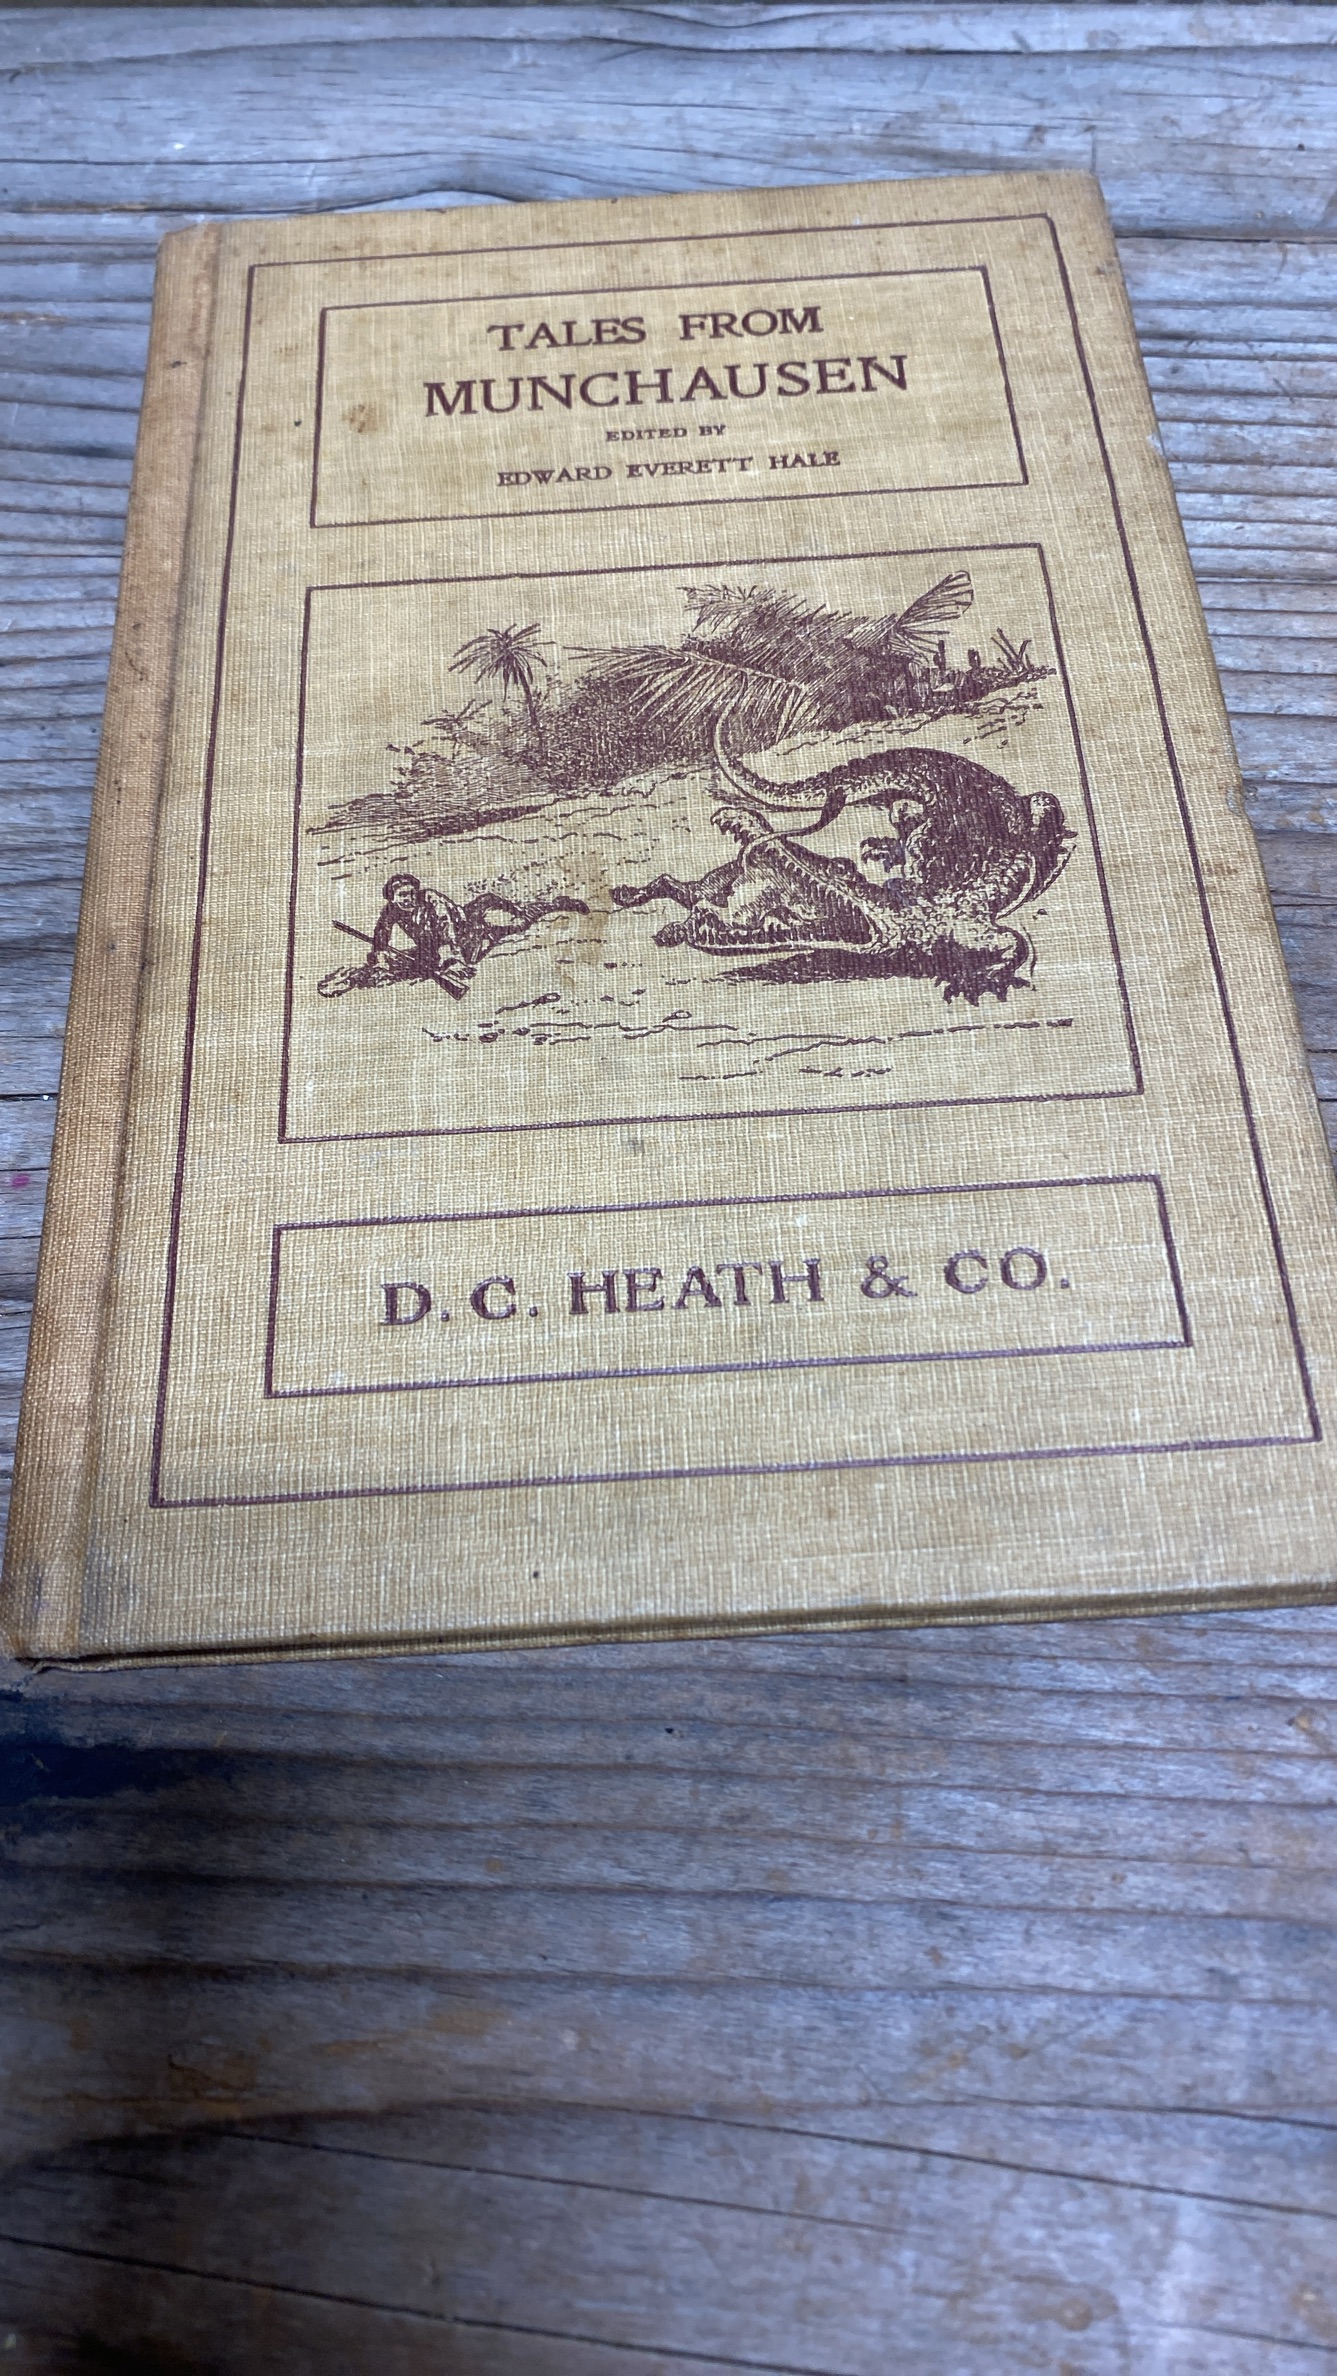 TALES FROM
MUNCHAUSEN
EDITED BY
EDWARD EVERETT HALE
D. C. HEATH & CO.